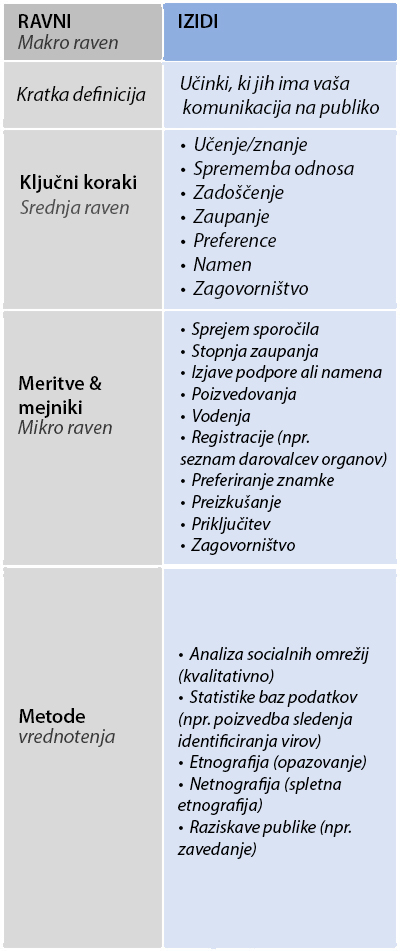 RAVNI
Makro raven
IZIDI
Kratka definicija
Učinki, ki jih ima vaša
komunikacija na publiko
Ključni koraki
Srednja raven
• Učenje/znanje
• Sprememba odnosa
• Zadoščenje
• Zaupanje
• Preference
• Namen
• Zagovorništvo
Meritve &
mejniki
Mikro raven
• Sprejem sporočila
• Stopnja zaupanja
• Izjave podpore ali namena
• Poizvedovanja
• Vodenja
• Registracije (npr.
seznam darovalcev organov)
• Preferiranje znamke
• Preizkušanje
• Priključitev
• Zagovorništvo
Metode
vrednotenja
• Analiza socialnih omrežij
(kvalitativno)
• Statistike baz podatkov
(npr. poizvedba sledenja
identificiranja virov)
• Etnografija (opazovanje)
• Netnografija (spletna
etnografija)
• Raziskave publike (npr.
zavedanje)